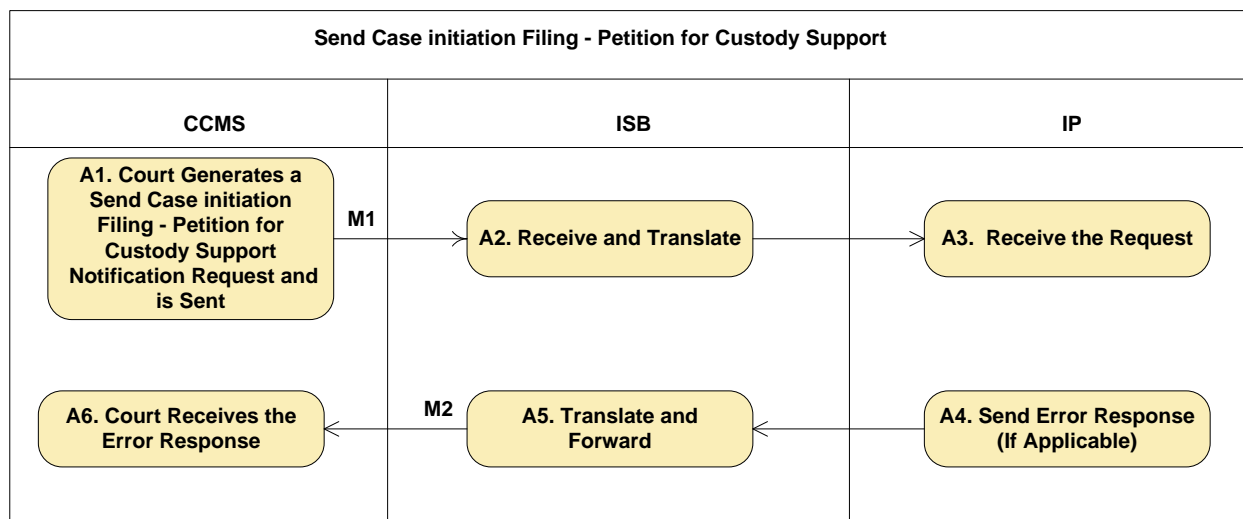 Send Case initiation Filing - Petition for Custody Support
CCMS
ISB
IP
A1. Court Generates a
Send Case initiation
Filing - Petition for
Custody Support
Notification Request and
is Sent
M1
A2. Receive and Translate
A3.  Receive the Request
A6. Court Receives the
Error Response
M2
A5. Translate and
Forward
A4. Send Error Response
(If Applicable)